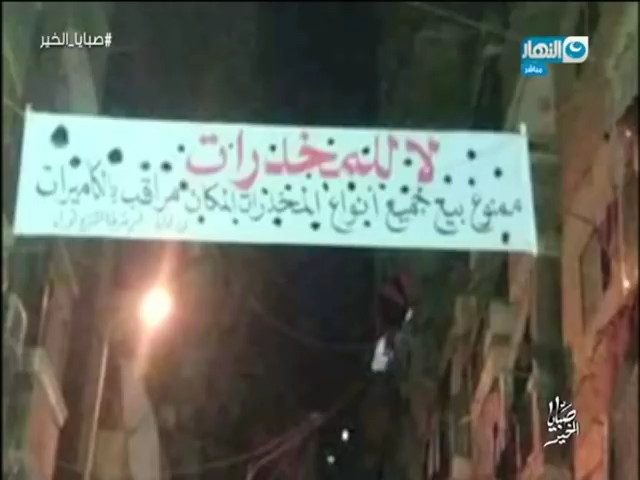 #صبايا_الخير
النهار
مباشر
لا للمخدرات
ممنوع بيع جميع أنواع المخدرات المكان مراقب بالكاميرات
صبايا
الخير